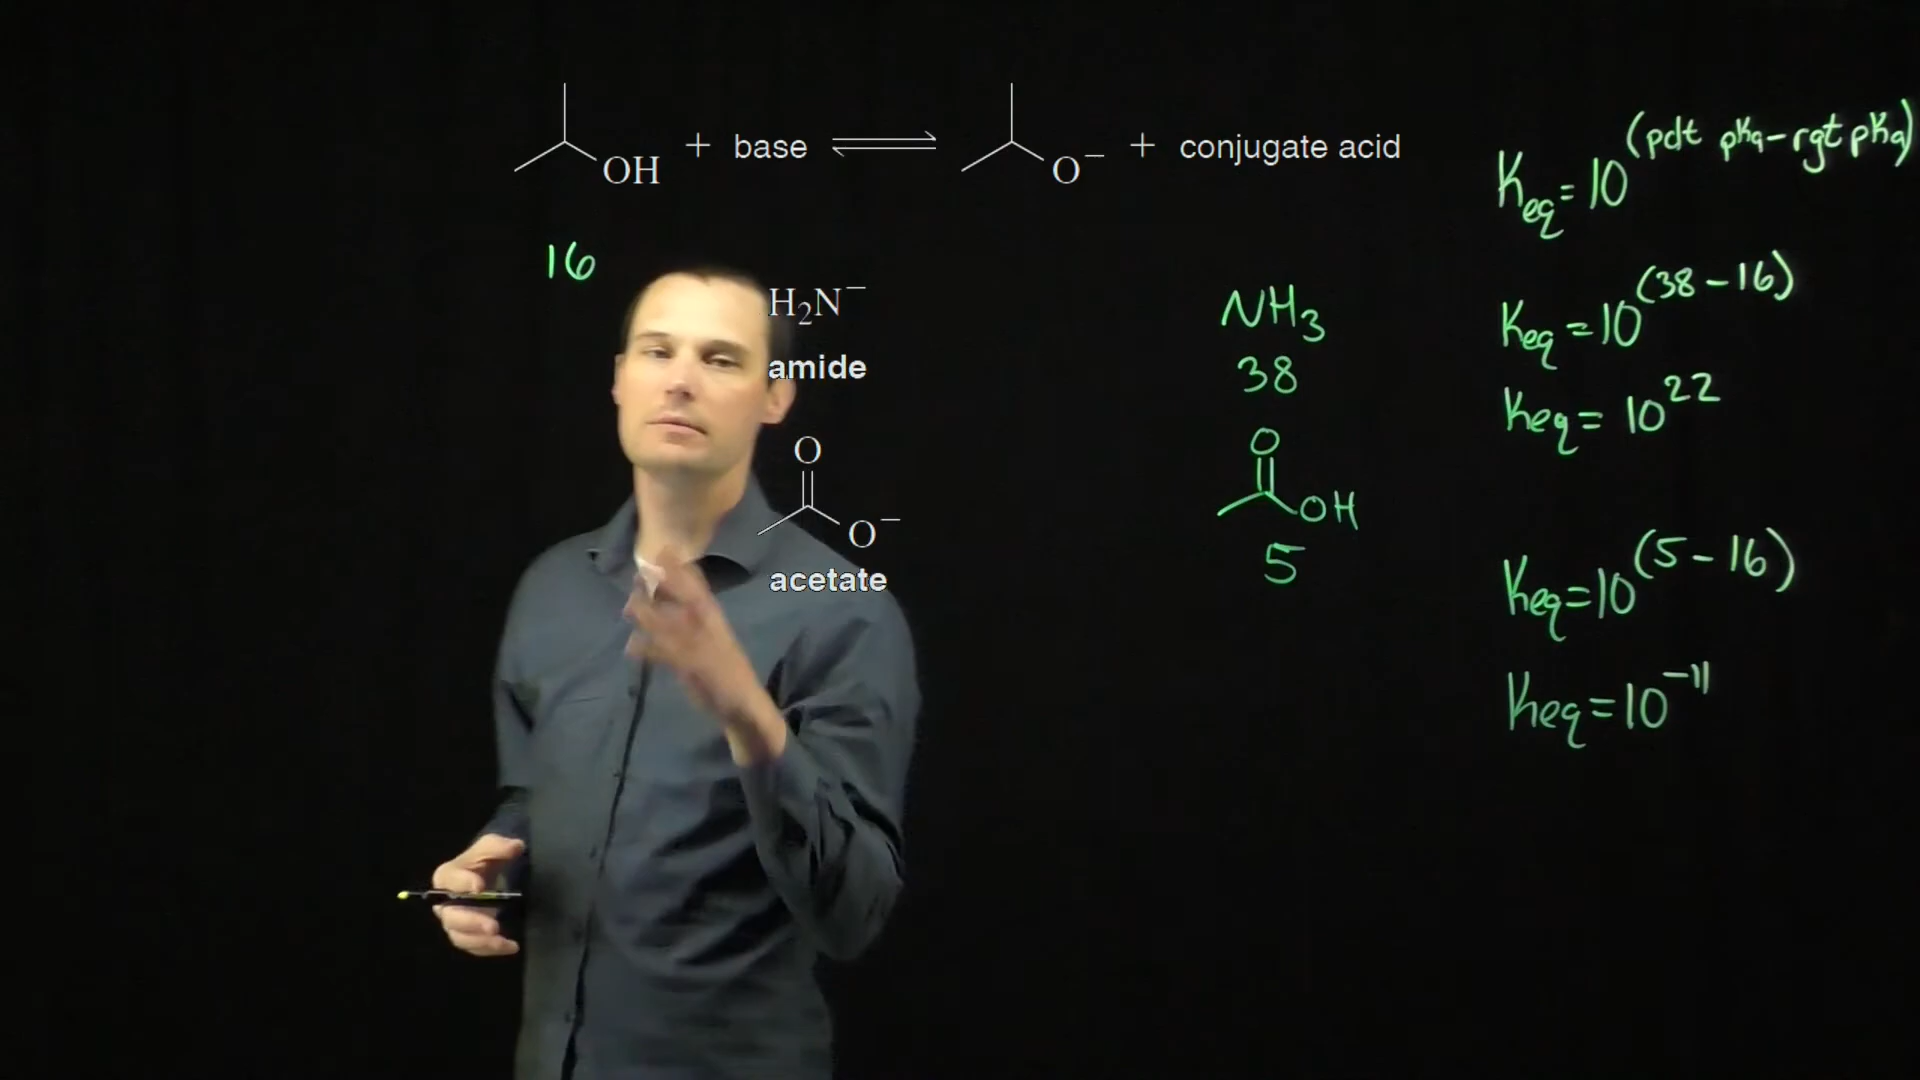 OH + base ⇌ O⁻ + conjugate acid
Keq = 10^(pdt pKa – rgt pKa)
16
H₂N⁻
amide
NH₃
38
Keq = 10^(38 – 16)
Keq = 10^22
O
O⁻
acetate
O
OH
5
Keq = 10^(5 – 16)
Keq = 10^-11